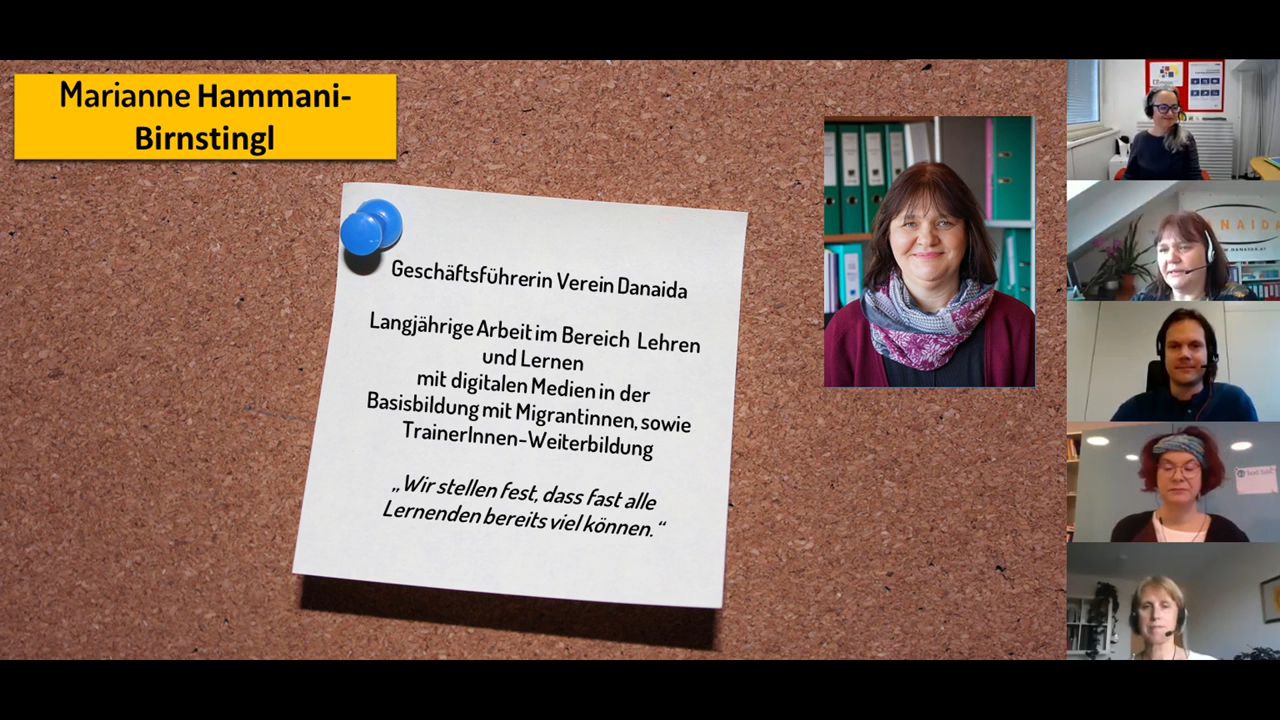 Marianne Hammani-
Birnstingl
Geschäftsführerin Verein Danaida
Langjährige Arbeit im Bereich Lehren
und Lernen
mit digitalen Medien in der
Basisbildung mit Migrantinnen, sowie
TrainerInnen-Weiterbildung
„Wir stellen fest, dass fast alle
Lernenden bereits viel können.“
ANAIDA